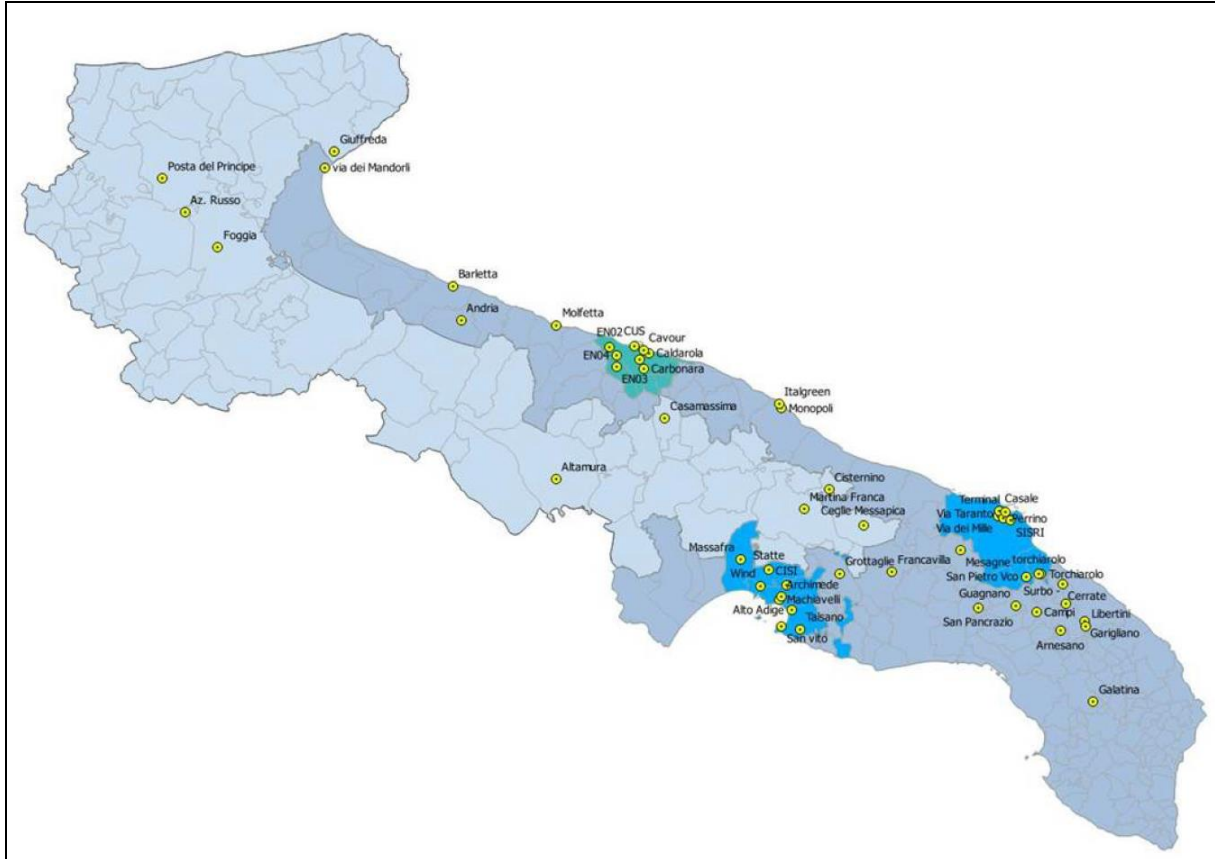 Giuffreda
Posta del Principe
via dei Mandorli
Az. Russo
Foggia
Barletta
Andria
Molfetta
EN02
CUS
Cavour
EN04
Caldarola
Carbonara
EN03
Italgreen
Monopoli
Casamassima
Altamura
Cisternino
Martina Franca
Ceglie Messapica
Terminal
Casale
Via Taranto
Perrino
Via dei Mille
SISRI
Massafra
Statte
Mesagne
torchiarolo
Wind
CISI
Grottaglie
Francavilla
San Pietro Vco
Torchiarolo
Archimede
Guagnano
Surbo
Cerrate
Machiavelli
Alto Adige
Talsano
San Pancrazio
Campi
Libertini
Garigliano
San vito
Arnesano
Galatina